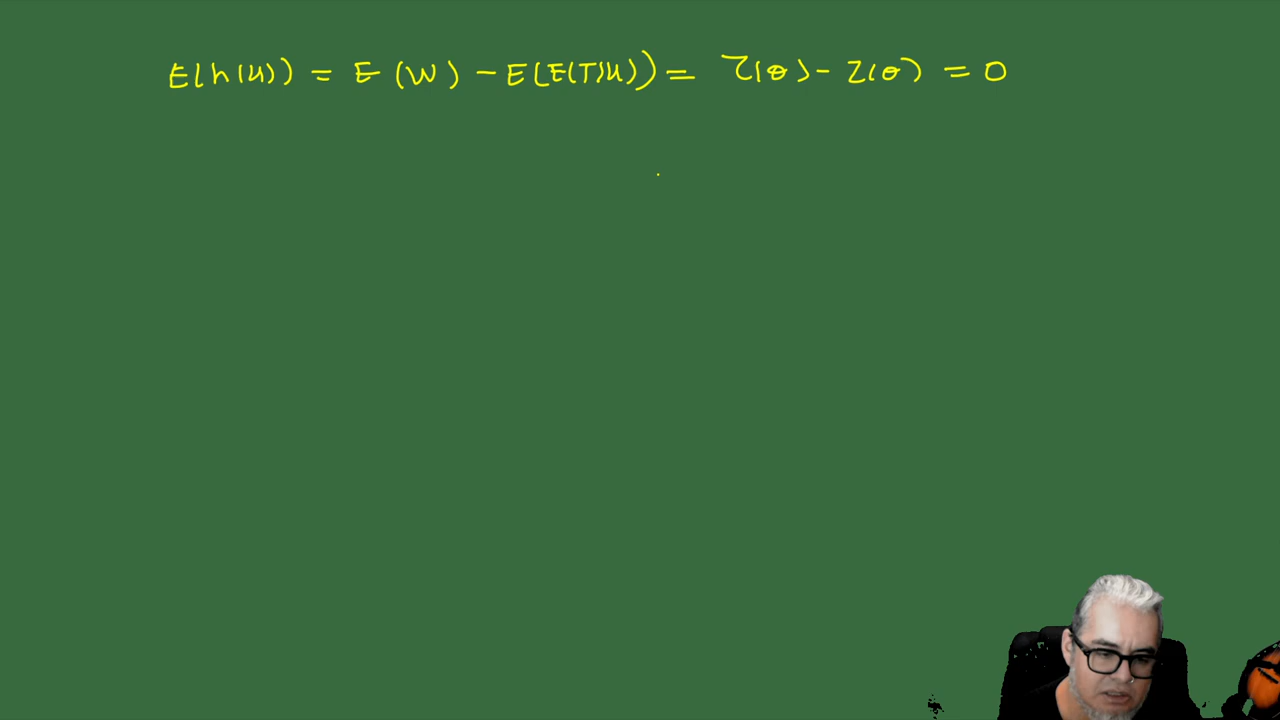 E(h(U)) = E(W) - E(E(T|U)) = τ(θ) - τ(θ) = 0